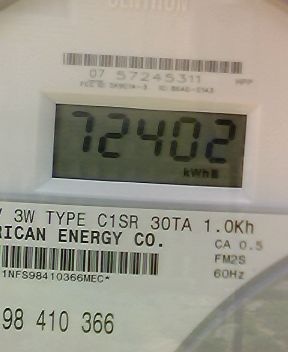 CENTRON
07 57245311
72402
kWh
V 3W TYPE C1SR 30TA 1.0Kh
RICAN ENERGY CO.
CA 0.5
FM2S
60Hz
*1NFS98410366MEC*
98 410 366